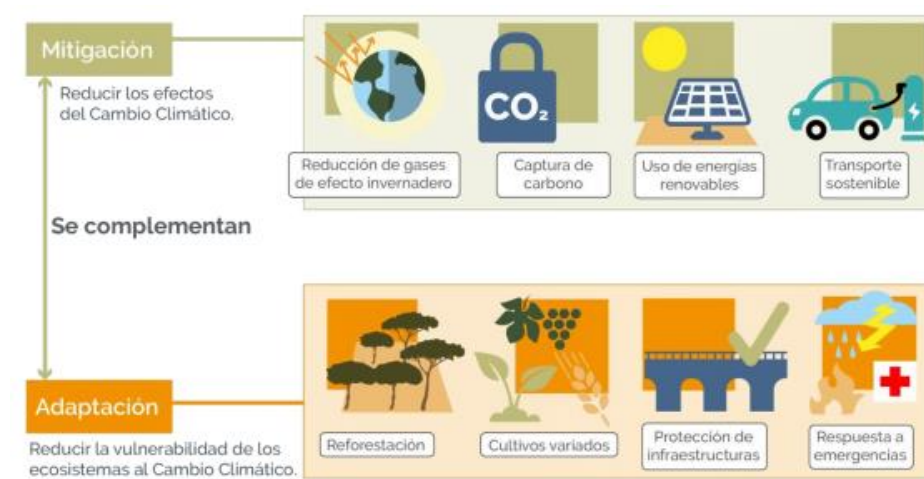 Mitigación
Reducir los efectos
del Cambio Climático.
CO₂
Reducción de gases
de efecto invernadero
Captura de
carbono
Uso de energías
renovables
Transporte
sostenible
Se complementan
Adaptación
Reducir la vulnerabilidad de los
ecosistemas al Cambio Climático.
Reforestación
Cultivos variados
Protección de
infraestructuras
Respuesta a
emergencias